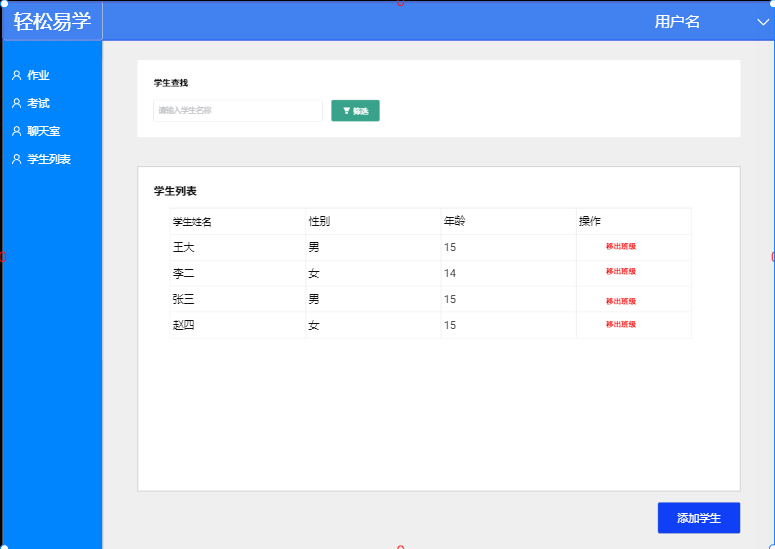 轻松易学
用户名
作业
考试
聊天室
学生列表
学生查找
请输入学生名称
筛选
学生列表
学生姓名 性别 年龄 操作
王大 男 15 移出班级
李二 女 14 移出班级
张三 男 15 移出班级
赵四 女 15 移出班级
添加学生